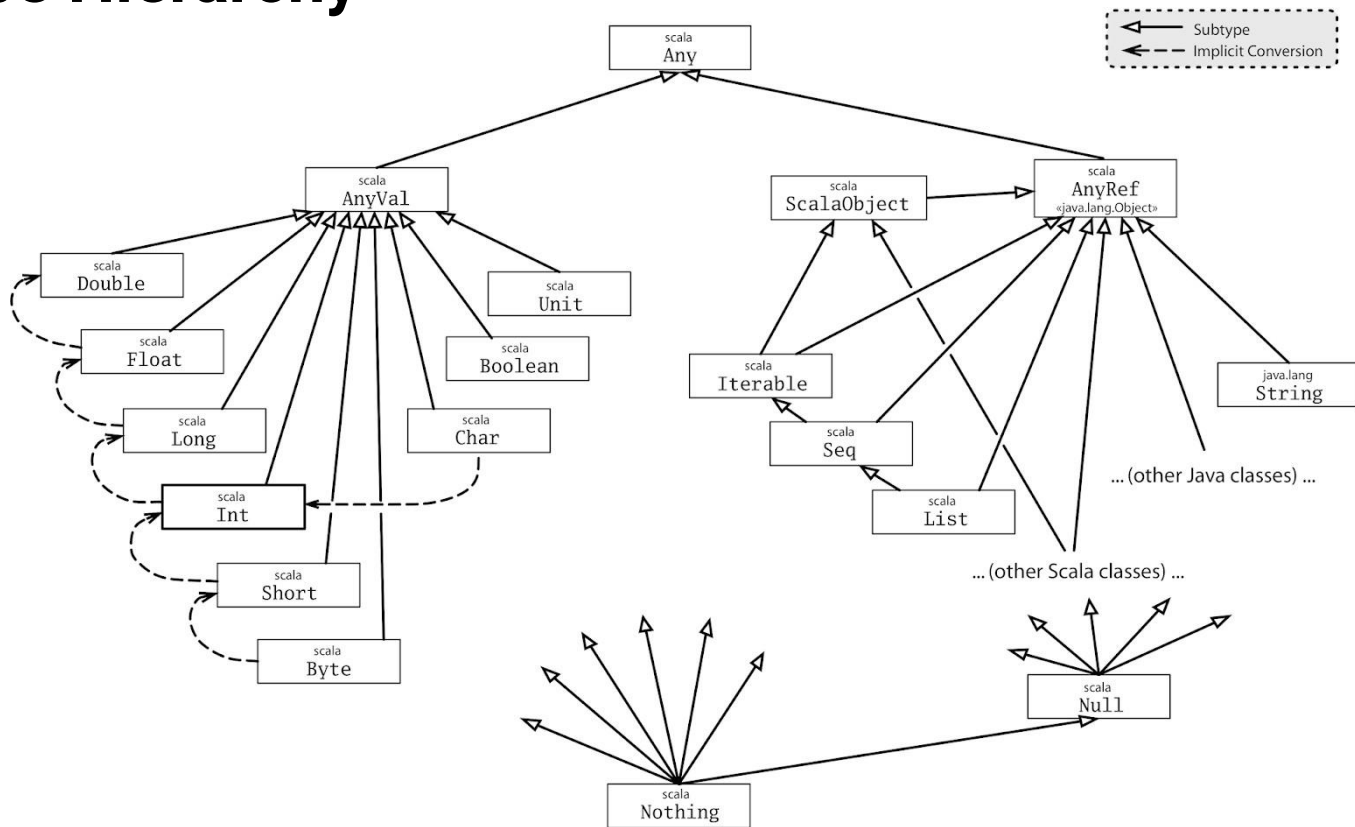 Hierarchy
Subtype
Implicit Conversion
scala
Any
scala
AnyVal
scala
ScalaObject
scala
AnyRef
«java.lang.Object»
scala
Double
scala
Unit
scala
Float
scala
Boolean
scala
Iterable
java.lang
String
scala
Long
scala
Char
scala
Seq
... (other Java classes) ...
scala
Int
scala
List
scala
Short
... (other Scala classes) ...
scala
Byte
scala
Null
scala
Nothing